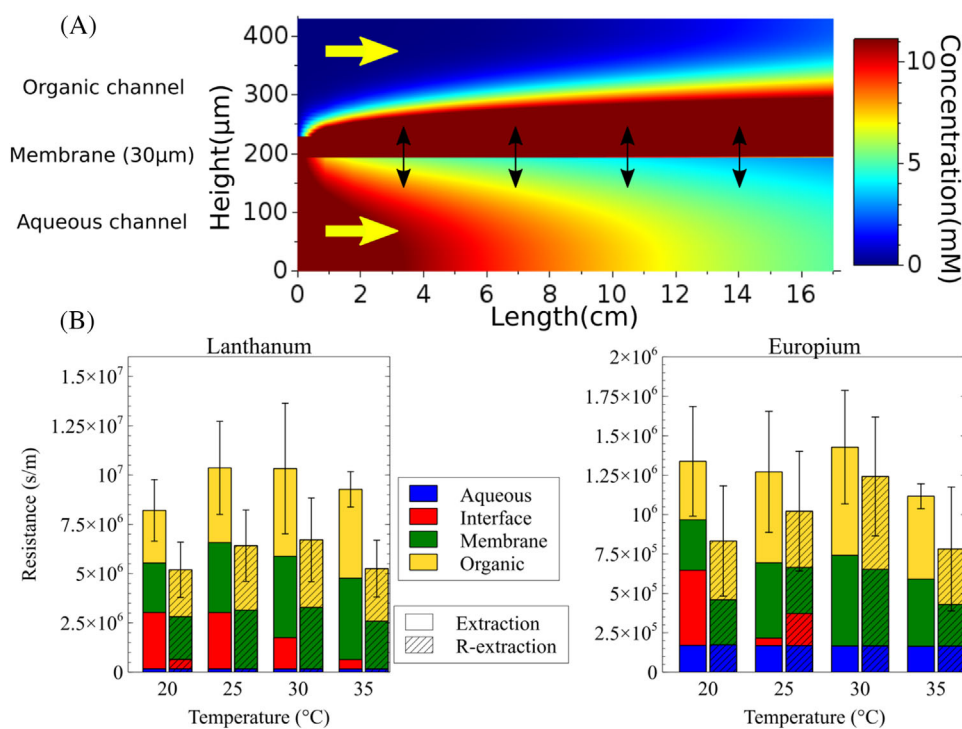 (A)
Organic channel
Membrane (30μm)
Aqueous channel
Height(μm)
400
300
200
100
0
0 2 4 6 8 10 12 14 16
Length(cm)
10
5
0
Concentration(mM)
(B)
Lanthanum
Resistance (s/m)
1.5×10⁷
1.25×10⁷
10⁷
7.5×10⁶
5×10⁶
2.5×10⁶
0
20 25 30 35
Temperature (°C)
Aqueous
Interface
Membrane
Organic
Extraction
R-extraction
Europium
2×10⁶
1.75×10⁶
1.5×10⁶
1.25×10⁶
10⁶
7.5×10⁵
5×10⁵
2.5×10⁵
0
20 25 30 35
Temperature (°C)